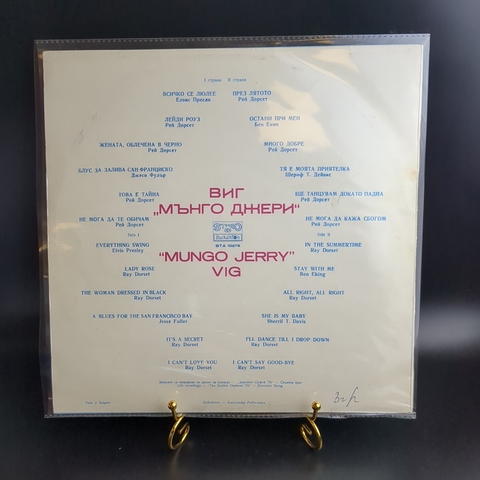 I страна II страна
ВСИЧКО СЕ ЛЮЛЕЕ
Елвис Пресли
ПРЕЗ ЛЯТОТО
Рей Дорсет
ЛЕЙДИ РОУЗ
Рей Дорсет
ОСТАНИ ПРИ МЕН
Бен
ЖЕНАТА, ОБЛЕЧЕНА В ЧЕРНО
Рей Дорсет
МНОГО ДОБРЕ
Рей Дорсет
БЛУС ЗА ЗАЛИВА САН ФРАНЦИСКО
Джеси Фулър
ТЯ Е МОЯТА ПРИЯТЕЛКА
Шерол Т. Дейвис
ТОВА Е ТАЙНА
Рей Дорсет
ЩЕ ТАНЦУВАМ ДОКАТО ПАДНА
Рей Дорсет
НЕ МОГА ДА ТЕ ОБИЧАМ
Рей Дорсет
НЕ МОГА ДА КАЖА СБОГОМ
Рей Дорсет
ВИГ
„МЪНГО ДЖЕРИ“
STEREO
Balkanton
"MUNGO JERRY"
VIG
Side I
EVERYTHING SWING
Elvis Presley
Side II
IN THE SUMMERTIME
Ray Dorset
LADY ROSE
Ray Dorset
STAY WITH ME
Ben Eking
THE WOMAN DRESSED IN BLACK
Ray Dorset
ALL RIGHT, ALL RIGHT
Ray Dorset
A BLUES FOR THE SAN FRANCISCO BAY
Jesse Fuller
SHE IS MY BABY
Sherril T. Davis
IT'S A SECRET
Ray Dorset
I'LL DANCE TILL I DROP DOWN
Ray Dorset
I CAN'T LOVE YOU
Ray Dorset
I CAN'T SAY GOOD-BYE
Ray Dorset